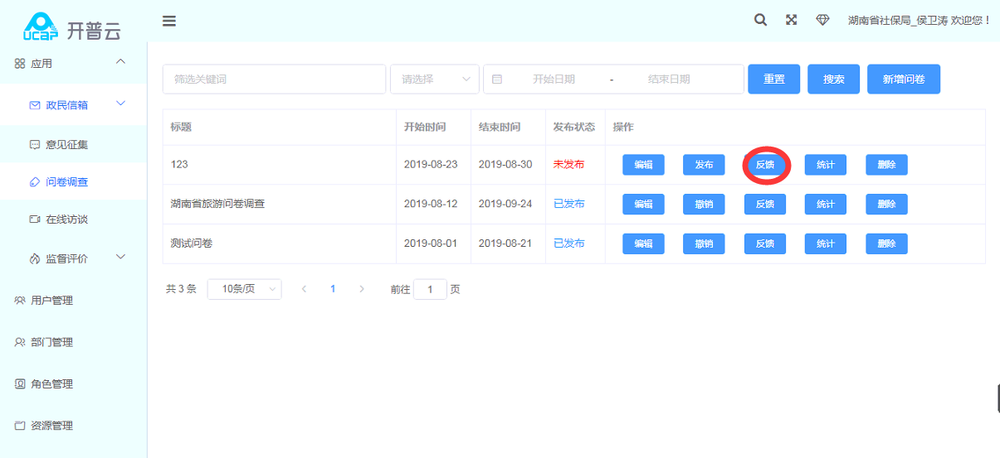 ucap 开普云
湖南省社保局_侯卫涛 欢迎您！
应用
政民信箱
意见征集
问卷调查
在线访谈
监督评价
用户管理
部门管理
角色管理
资源管理
筛选关键词 请选择 开始日期 - 结束日期 重置 搜索 新增问卷
标题 开始时间 结束时间 发布状态 操作
123 2019-08-23 2019-08-30 未发布 编辑 发布 反馈 统计 删除
湖南省旅游问卷调查 2019-08-12 2019-09-24 已发布 编辑 撤销 反馈 统计 删除
测试问卷 2019-08-01 2019-08-21 已发布 编辑 撤销 反馈 统计 删除
共 3 条 10条/页 1 前往 1 页